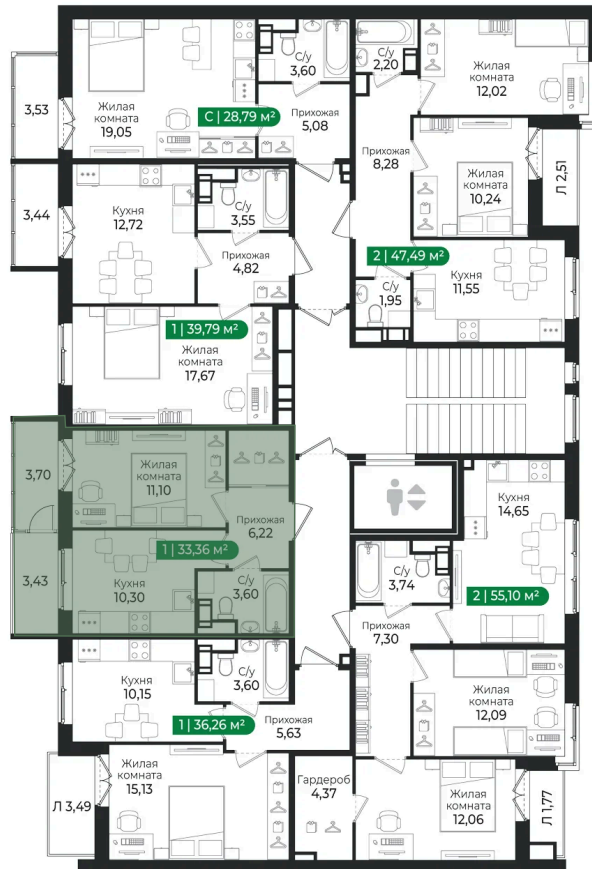 3,53
Жилая
комната
19,05
С | 28,79 м²
С/у
3,60
Прихожая
5,08
С/у
2,20
Жилая
комната
12,02
Прихожая
8,28
Жилая
комната
10,24
Л 2,51
3,44
Кухня
12,72
С/у
3,55
Прихожая
4,82
2 | 47,49 м²
С/у
1,95
Кухня
11,55
1 | 39,79 м²
Жилая
комната
17,67
3,70
Жилая
комната
11,10
Прихожая
6,22
1 | 33,36 м²
3,43
Кухня
10,30
С/у
3,60
Кухня
14,65
С/у
3,74
2 | 55,10 м²
Прихожая
7,30
Кухня
10,15
С/у
3,60
1 | 36,26 м²
Прихожая
5,63
Жилая
комната
12,09
Л 3,49
Жилая
комната
15,13
Гардероб
4,37
Жилая
комната
12,06
Л 1,77